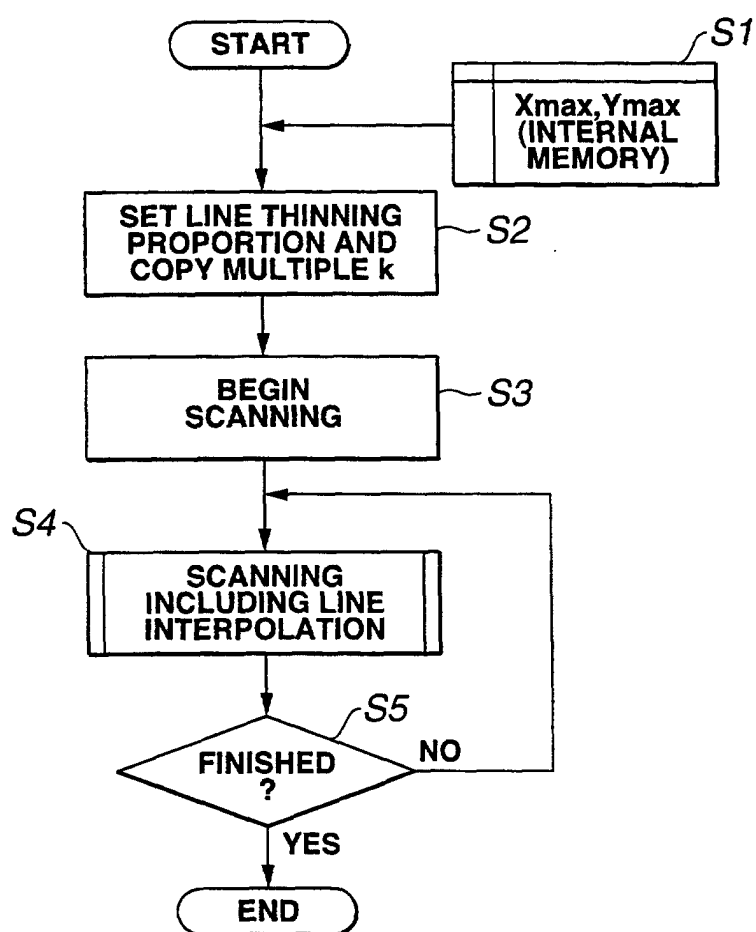 START
S1
Xmax,Ymax
(INTERNAL
MEMORY)
SET LINE THINNING
PROPORTION AND
COPY MULTIPLE k
S2
BEGIN
SCANNING
S3
S4
SCANNING
INCLUDING LINE
INTERPOLATION
S5
FINISHED
?
NO
YES
END